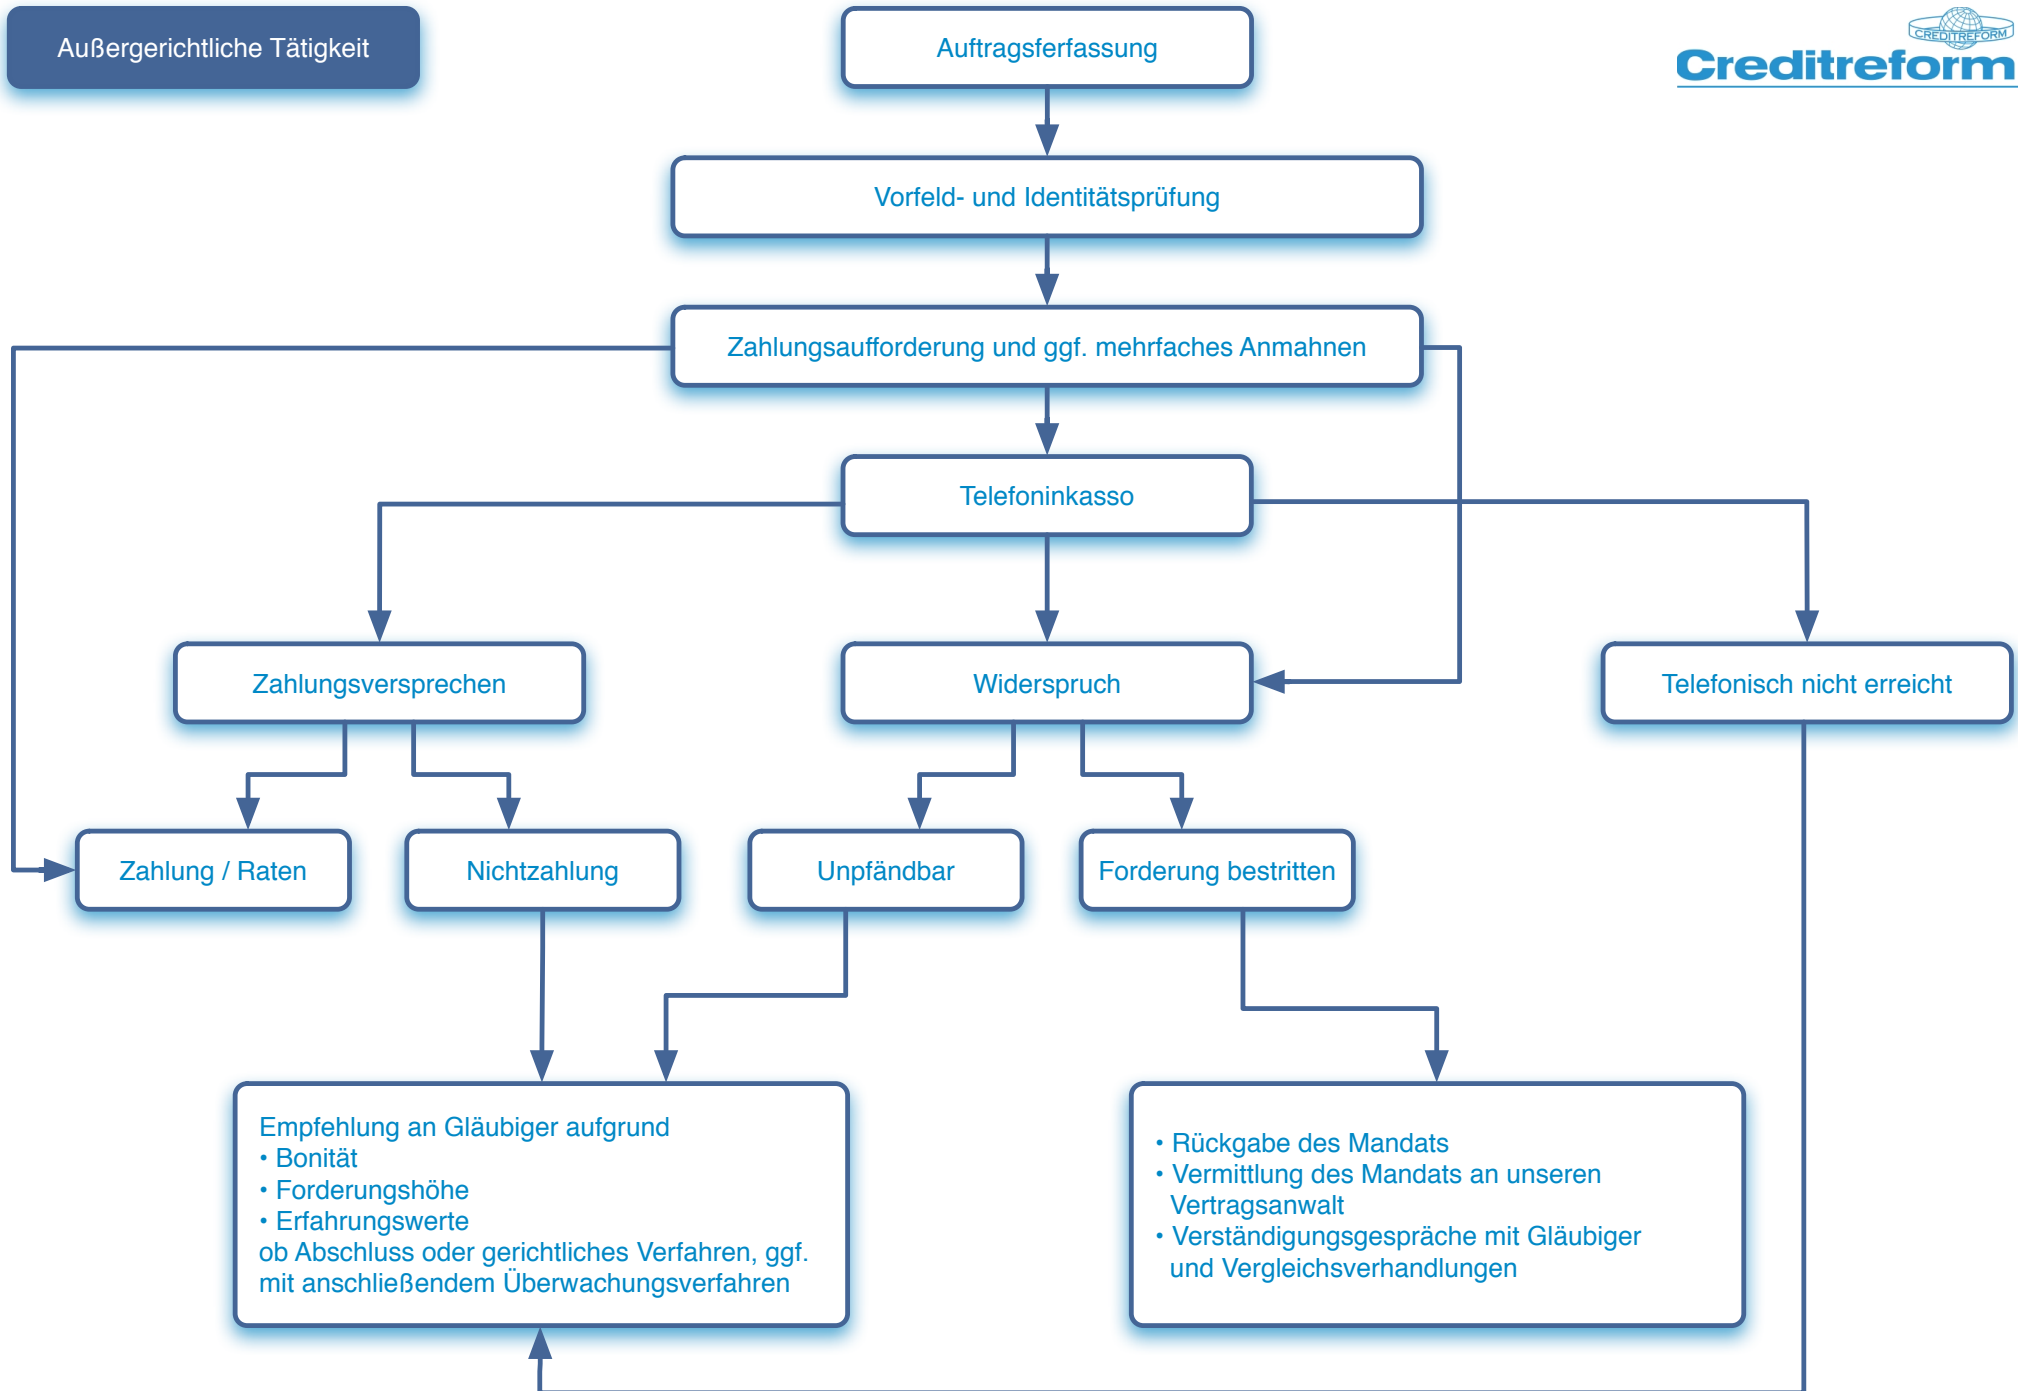 Außergerichtliche Tätigkeit
Auftragsferfassung
CREDITREFORM
Creditreform
Vorfeld- und Identitätsprüfung
Zahlungsaufforderung und ggf. mehrfaches Anmahnen
Telefoninkasso
Zahlungsversprechen
Widerspruch
Telefonisch nicht erreicht
Zahlung / Raten
Nichtzahlung
Unpfändbar
Forderung bestritten
Empfehlung an Gläubiger aufgrund
• Bonität
• Forderungshöhe
• Erfahrungswerte
ob Abschluss oder gerichtliches Verfahren, ggf.
mit anschließendem Überwachungsverfahren
• Rückgabe des Mandats
• Vermittlung des Mandats an unseren
Vertragsanwalt
• Verständigungsgespräche mit Gläubiger
und Vergleichsverhandlungen